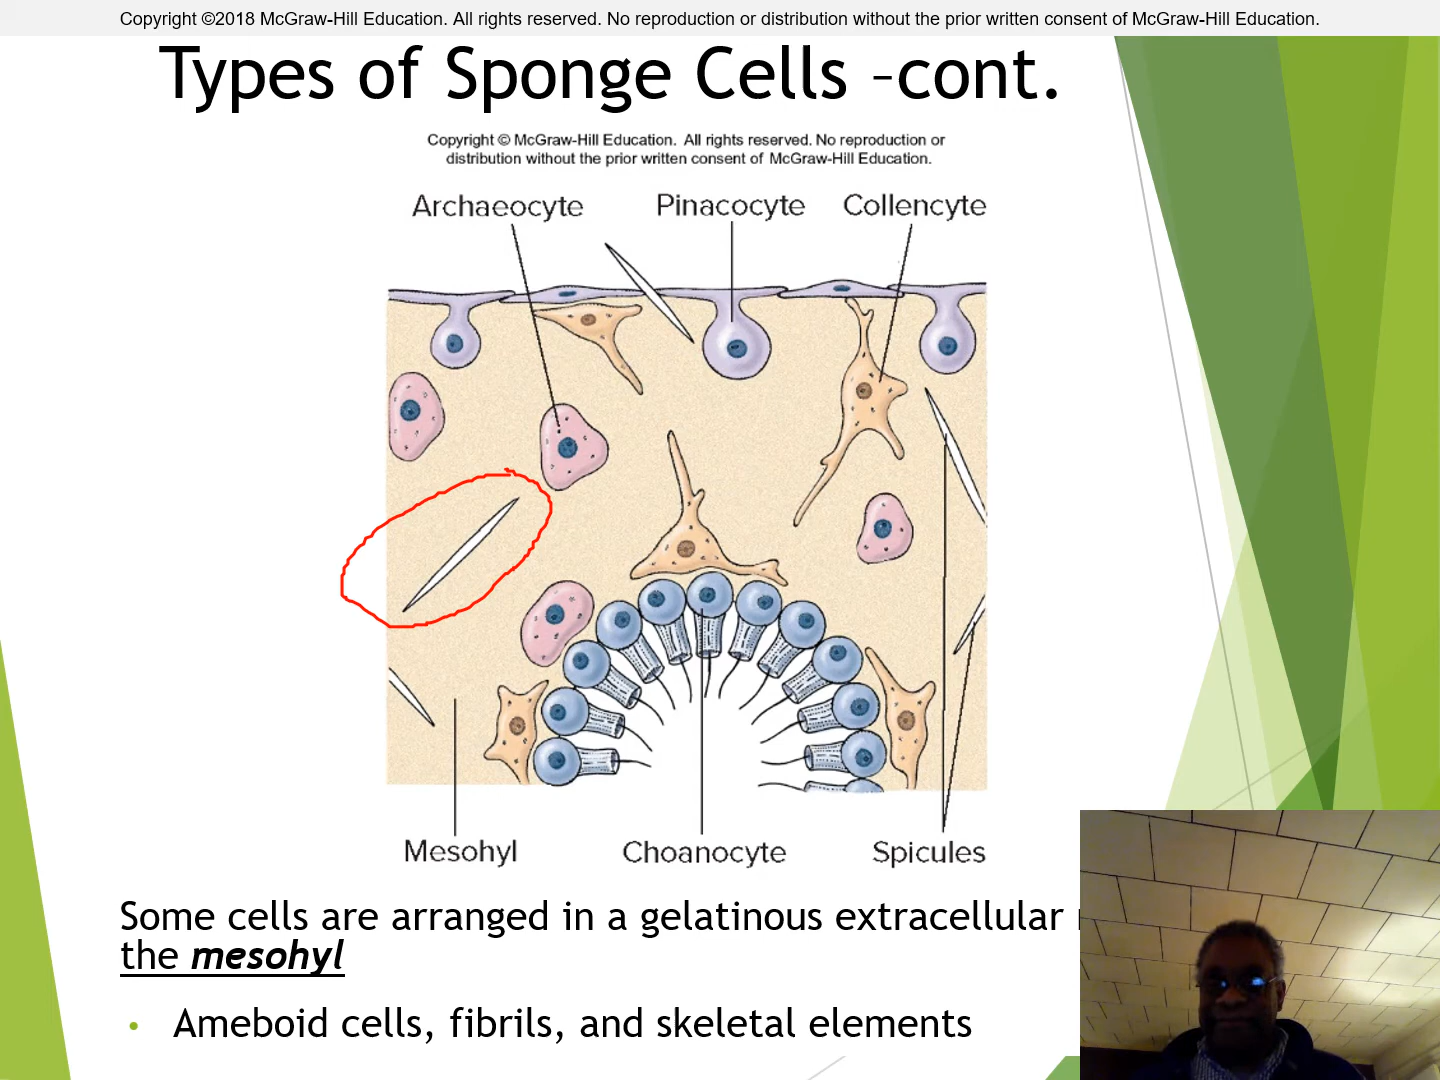 Copyright ©2018 McGraw-Hill Education. All rights reserved. No reproduction or distribution without the prior written consent of McGraw-Hill Education.
Types of Sponge Cells –cont.
Copyright © McGraw-Hill Education. All rights reserved. No reproduction or
distribution without the prior written consent of McGraw-Hill Education.
Archaeocyte Pinacocyte Collencyte
Mesohyl Choanocyte Spicules
Some cells are arranged in a gelatinous extracellular
the mesohyl
• Ameboid cells, fibrils, and skeletal elements